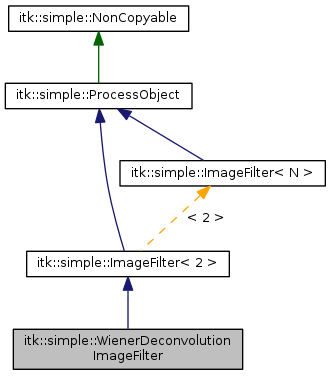 itk::simple::NonCopyable
itk::simple::ProcessObject
itk::simple::ImageFilter< N >
< 2 >
itk::simple::ImageFilter< 2 >
itk::simple::WienerDeconvolution
ImageFilter